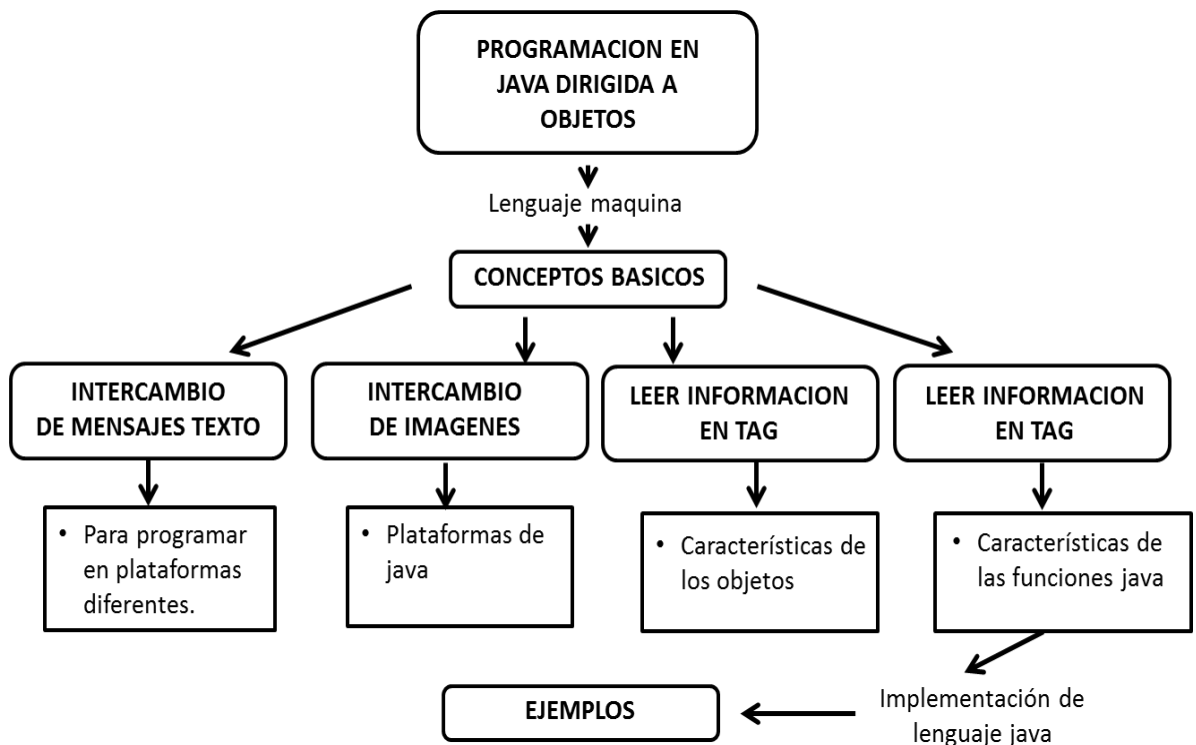 PROGRAMACION EN
JAVA DIRIGIDA A
OBJETOS
Lenguaje maquina
CONCEPTOS BASICOS
INTERCAMBIO
DE MENSAJES TEXTO
INTERCAMBIO
DE IMAGENES
LEER INFORMACION
EN TAG
LEER INFORMACION
EN TAG
• Para programar
en plataformas
diferentes.
• Plataformas de
java
• Características de
los objetos
• Características de
las funciones java
Implementación de
lenguaje java
EJEMPLOS